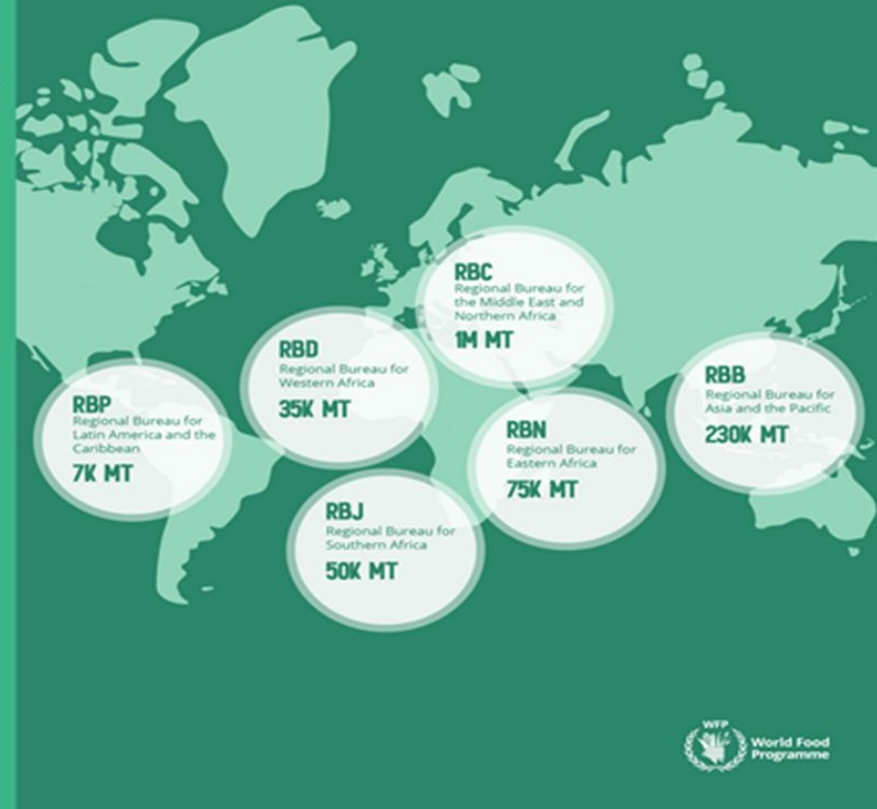 RBC
Regional Bureau for
the Middle East and
Northern Africa
1M MT
RBD
Regional Bureau for
Western Africa
35K MT
RBB
Regional Bureau for
Asia and the Pacific
230K MT
RBP
Regional Bureau for
Latin America and the
Caribbean
7K MT
RBN
Regional Bureau for
Eastern Africa
75K MT
RBJ
Regional Bureau for
Southern Africa
50K MT
WFP
World Food
Programme